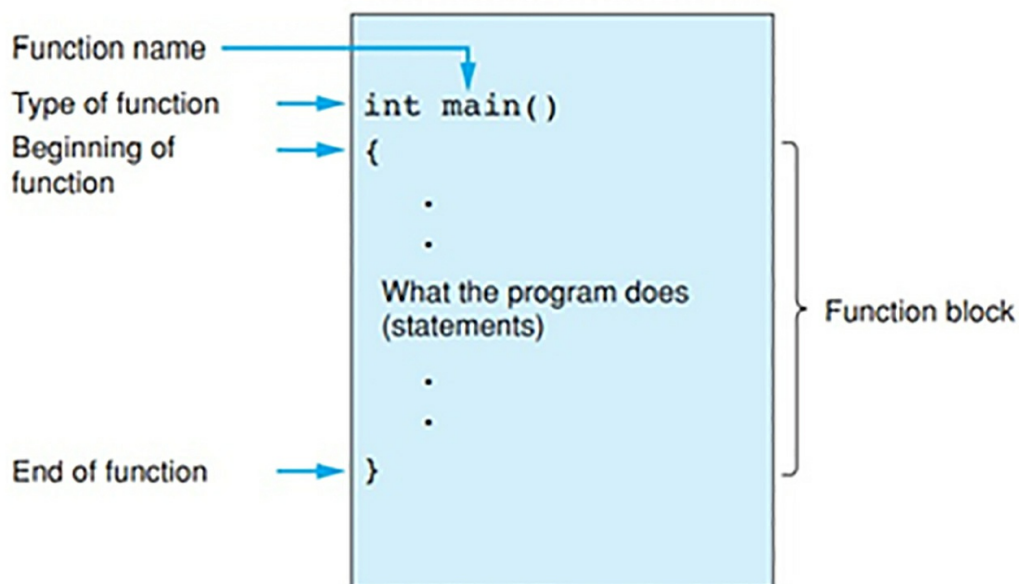 Function name
Type of function
int main()
Beginning of
function
{
.
.
What the program does
(statements)
Function block
.
.
End of function
}